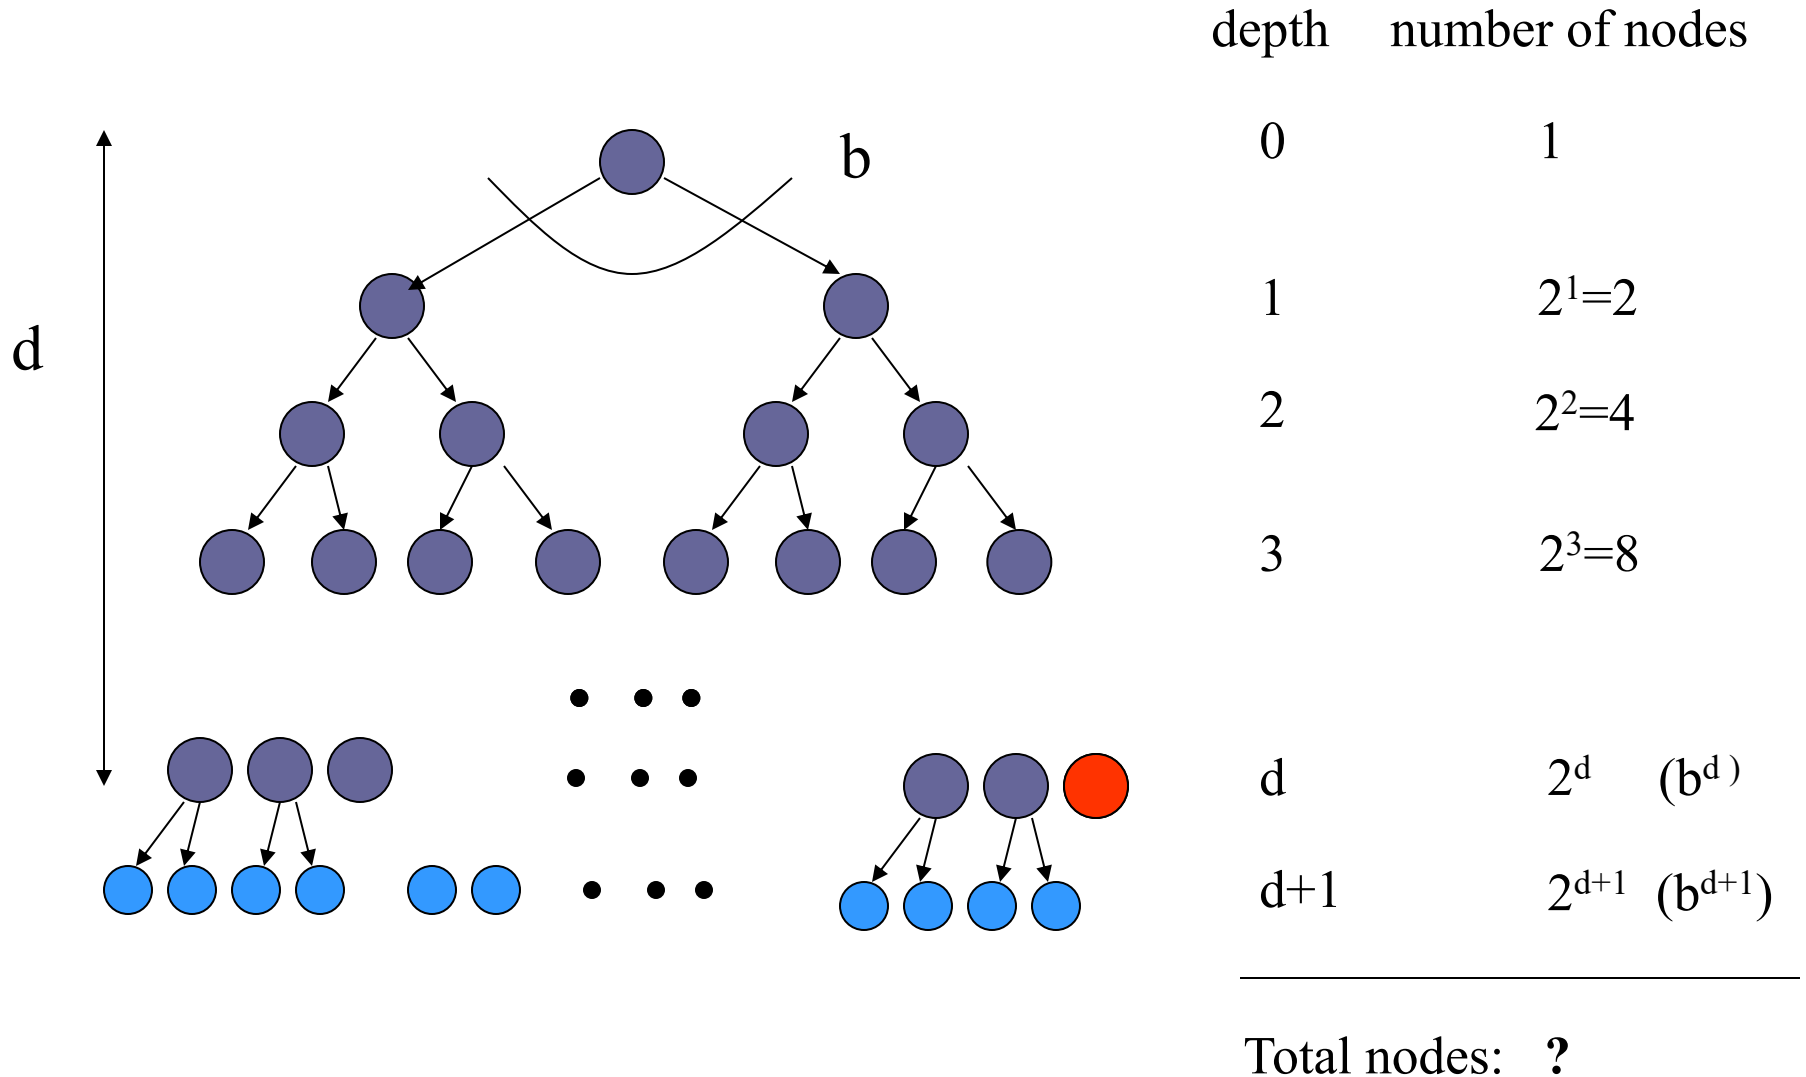 depth number of nodes
0 1
b
1 2¹=2
d
2 2²=4
3 2³=8
d 2ᵈ (bᵈ )
d+1 2ᵈ⁺¹ (bᵈ⁺¹)
Total nodes: ?